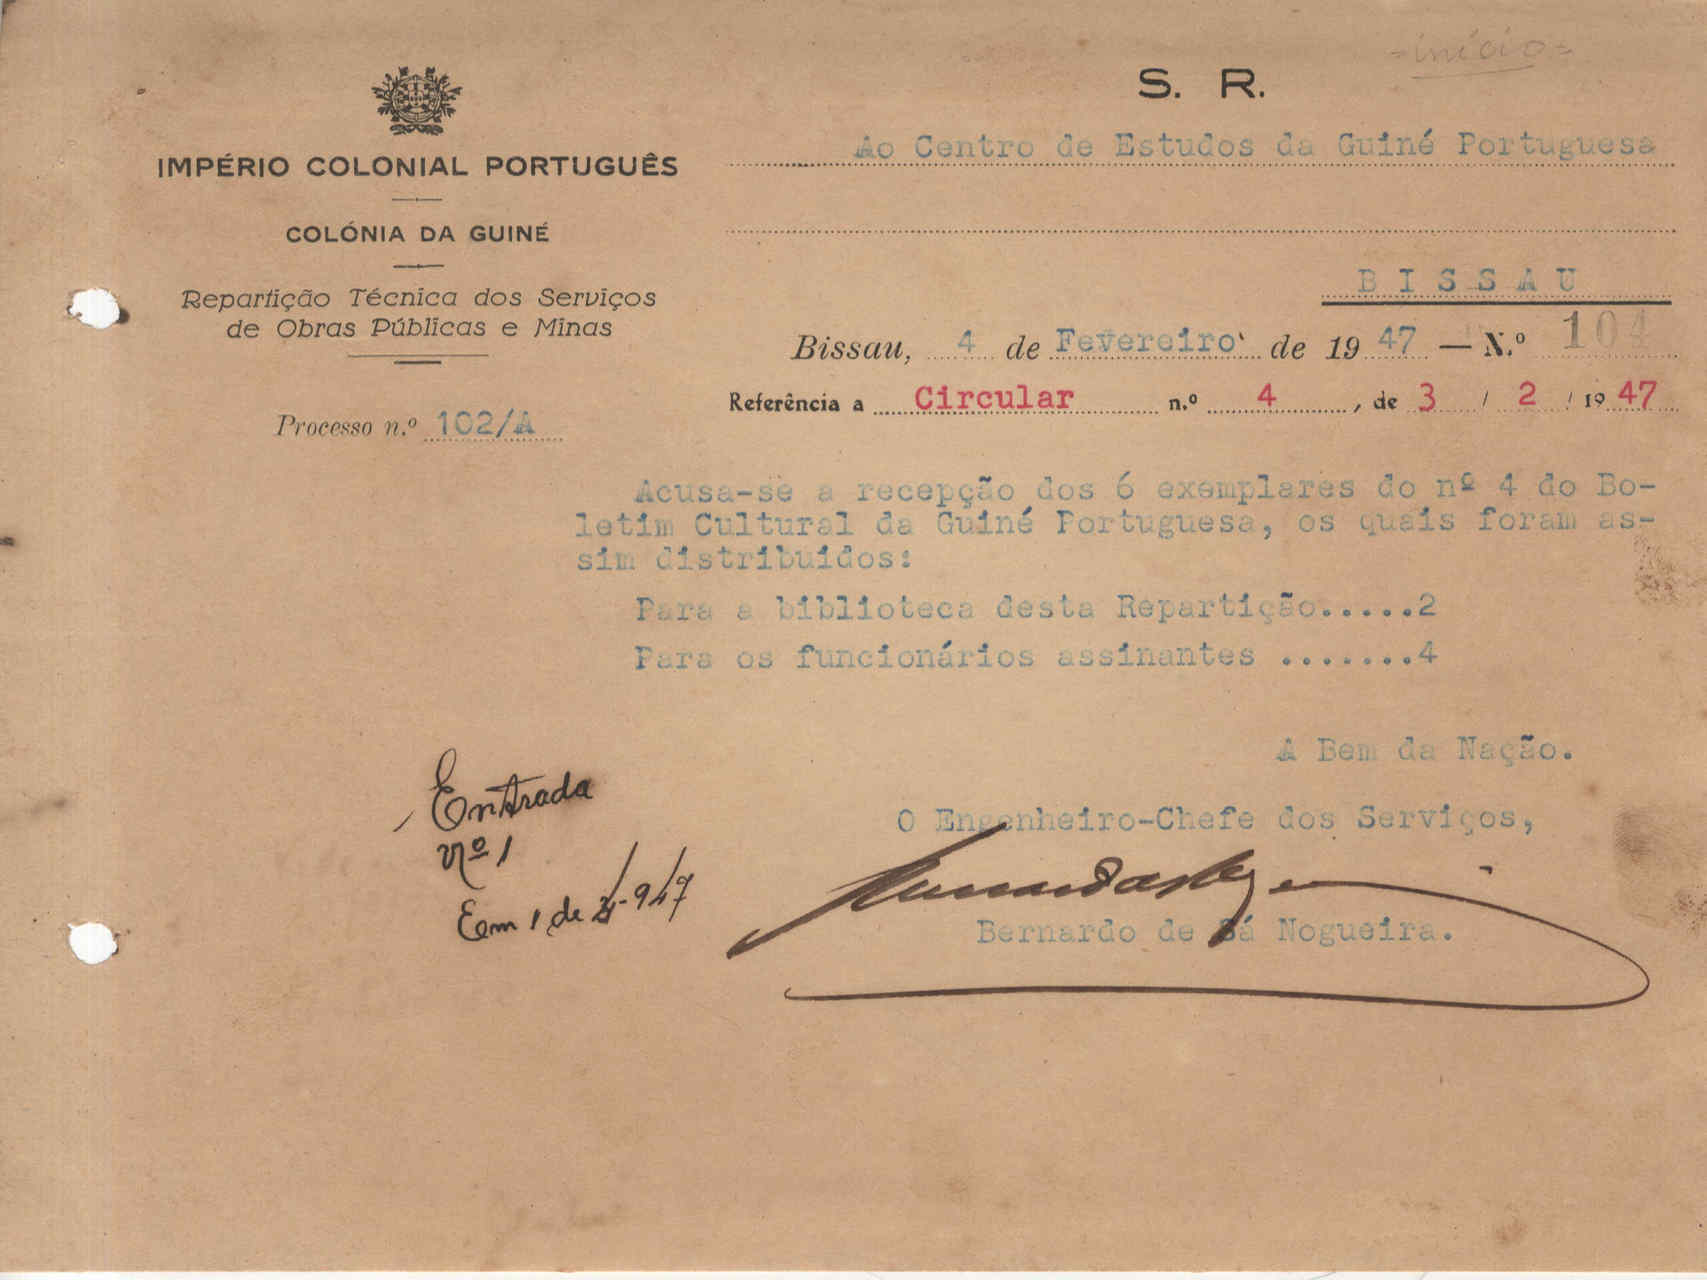 -início-
S. R.
IMPÉRIO COLONIAL PORTUGUÊS
COLÓNIA DA GUINÉ
Repartição Técnica dos Serviços
de Obras Públicas e Minas
Processo n.º 102/A
Ao Centro de Estudos da Guiné Portuguesa
BISSAU
Bissau, 4 de Fevereiro de 1947 — N.º 104
Referência a Circular n.º 4, de 3 / 2 / 1947
Acusa-se a recepção dos 6 exemplares do nº 4 do Bo-
letim Cultural da Guiné Portuguesa, os quais foram as-
sim distribuidos:
Para a biblioteca desta Repartição.....2
Para os funcionários assinantes .......4
A Bem da Nação.
O Engenheiro-Chefe dos Serviços,
Bernardo de Sá Nogueira.
Entrada
Nº 1
Em 1 de